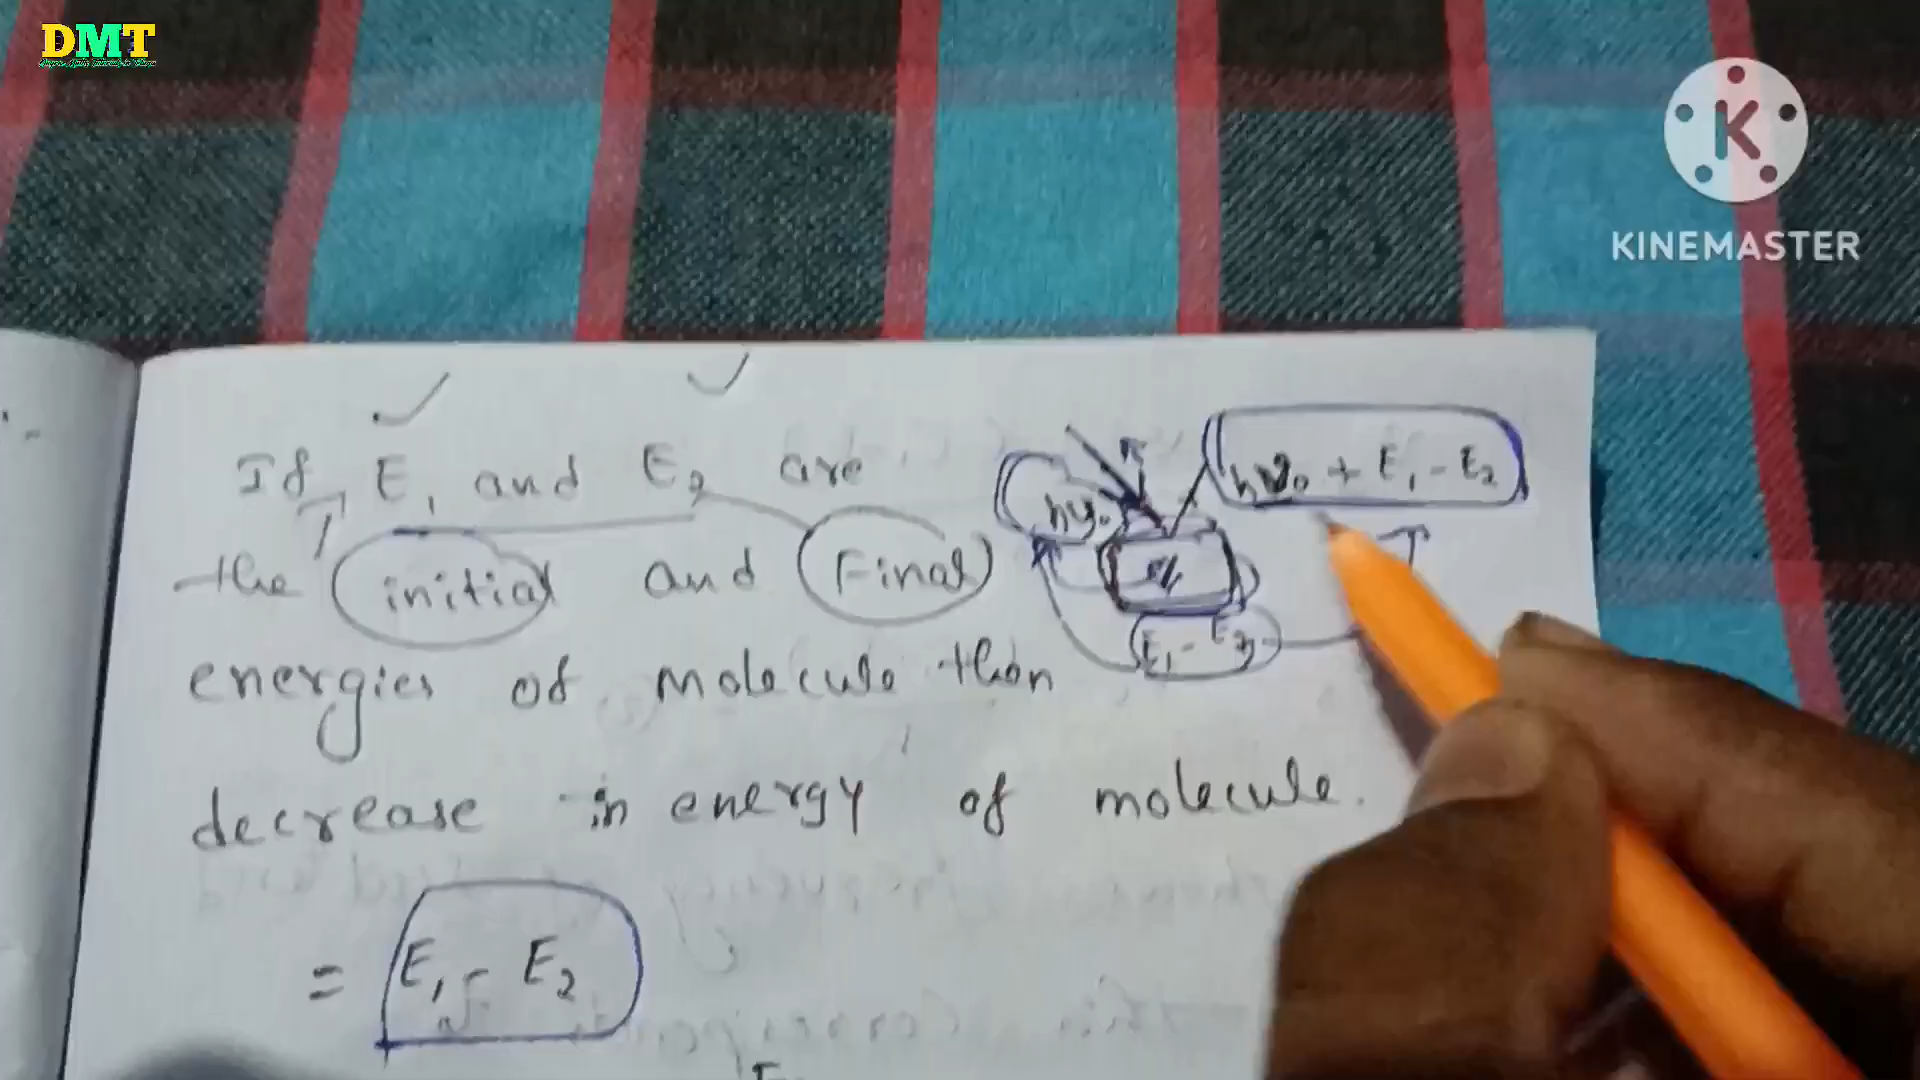 DMT
KINEMASTER
If E₁ and E₂ are
the initial and Final
energies of molecule then
decrease in energy of molecule.
= E₁ - E₂
hν₀
hν₀ + E₁ - E₂
E₁ - E₂